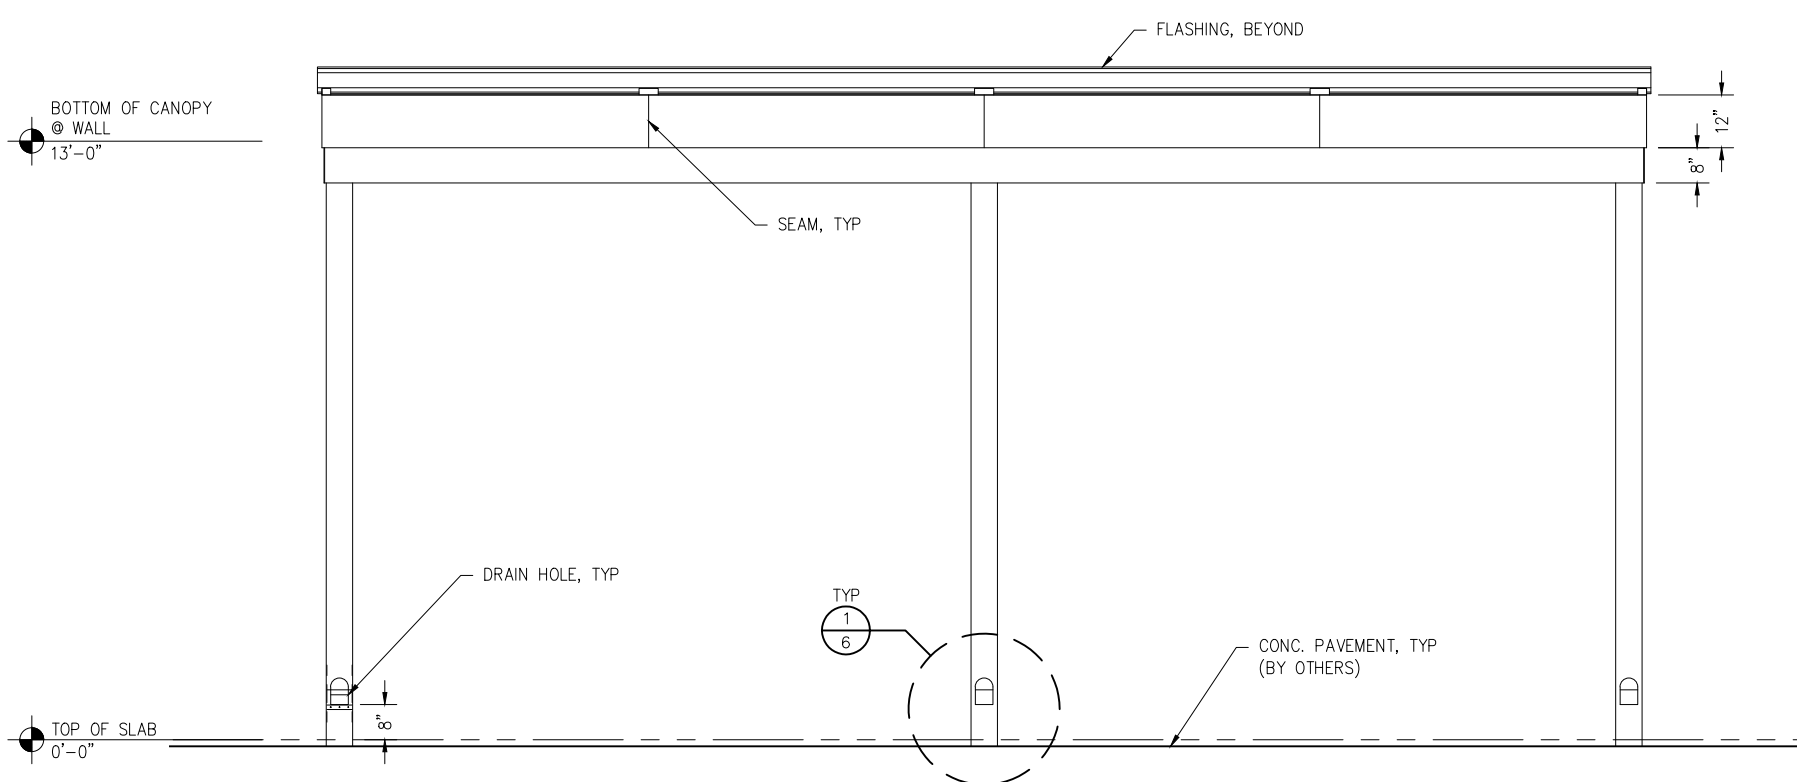 FLASHING, BEYOND
BOTTOM OF CANOPY
@ WALL
13'-0"
12"
8"
SEAM, TYP
DRAIN HOLE, TYP
TYP
1
6
CONC. PAVEMENT, TYP
(BY OTHERS)
8"
TOP OF SLAB
0'-0"